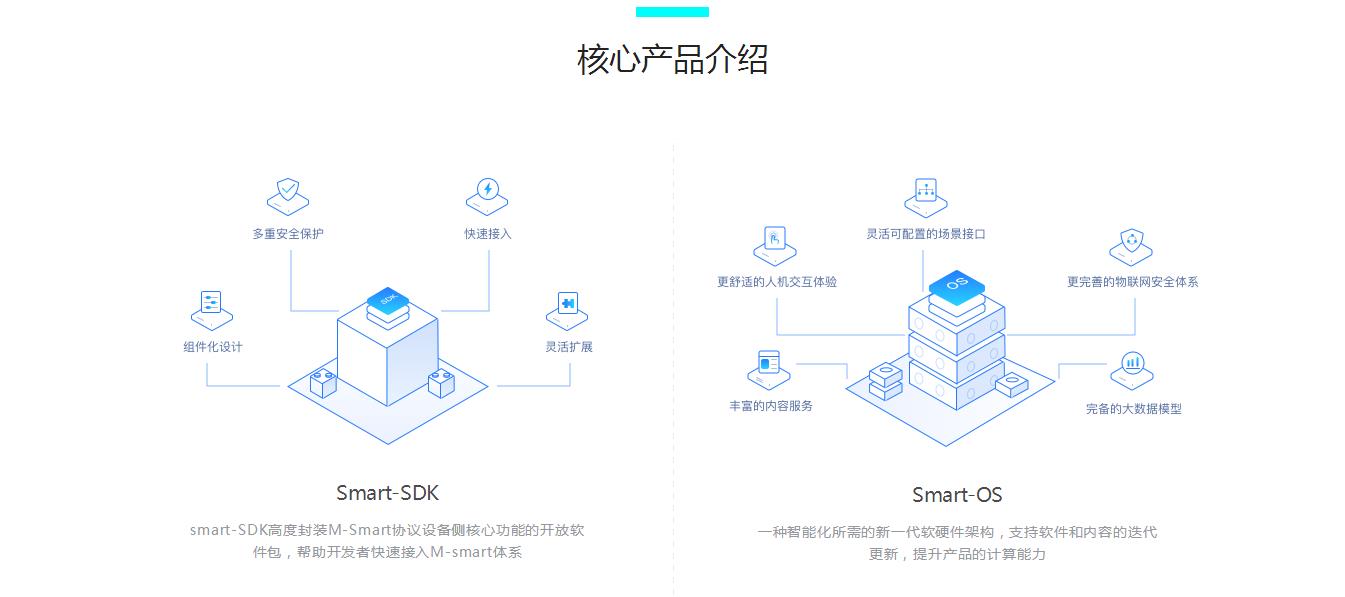 核心产品介绍
多重安全保护
快速接入
组件化设计
灵活扩展
SDK
Smart-SDK
smart-SDK高度封装M-Smart协议设备侧核心功能的开放软
件包，帮助开发者快速接入M-smart体系
灵活可配置的场景接口
更舒适的人机交互体验
更完善的物联网安全体系
OS
丰富的内容服务
完备的大数据模型
Smart-OS
一种智能化所需的新一代软硬件架构，支持软件和内容的迭代
更新，提升产品的计算能力